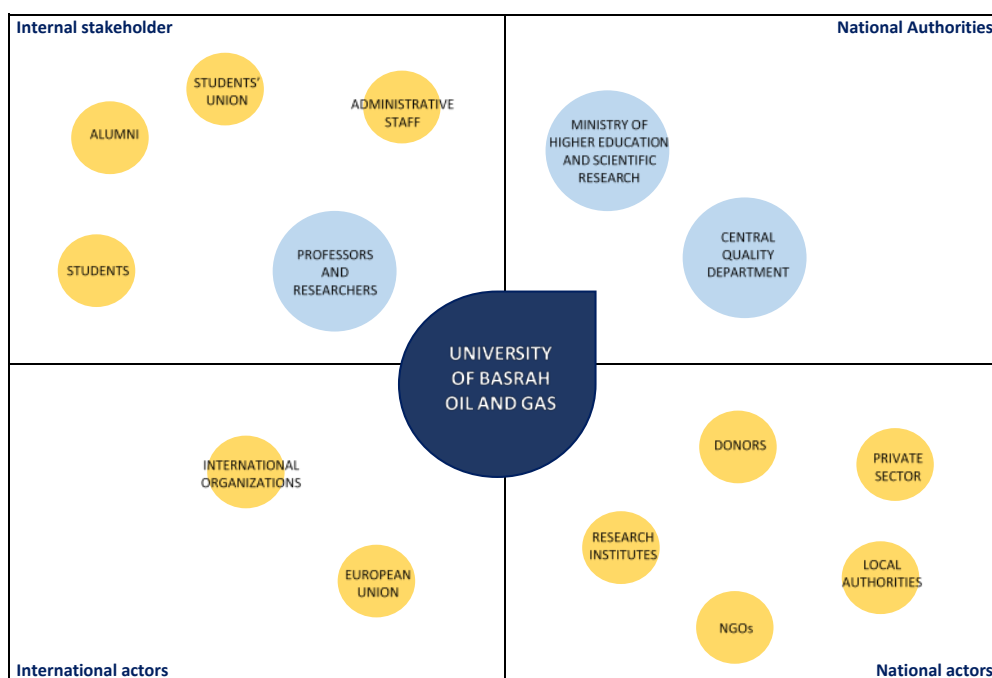 Internal stakeholder
STUDENTS'
UNION
ADMINISTRATIVE
STAFF
ALUMNI
STUDENTS
PROFESSORS
AND
RESEARCHERS
National Authorities
MINISTRY OF
HIGHER EDUCATION
AND SCIENTIFIC
RESEARCH
CENTRAL
QUALITY
DEPARTMENT
UNIVERSITY
OF BASRAH
OIL AND GAS
INTERNATIONAL
ORGANIZATIONS
EUROPEAN
UNION
International actors
DONORS
PRIVATE
SECTOR
RESEARCH
INSTITUTES
LOCAL
AUTHORITIES
NGOs
National actors